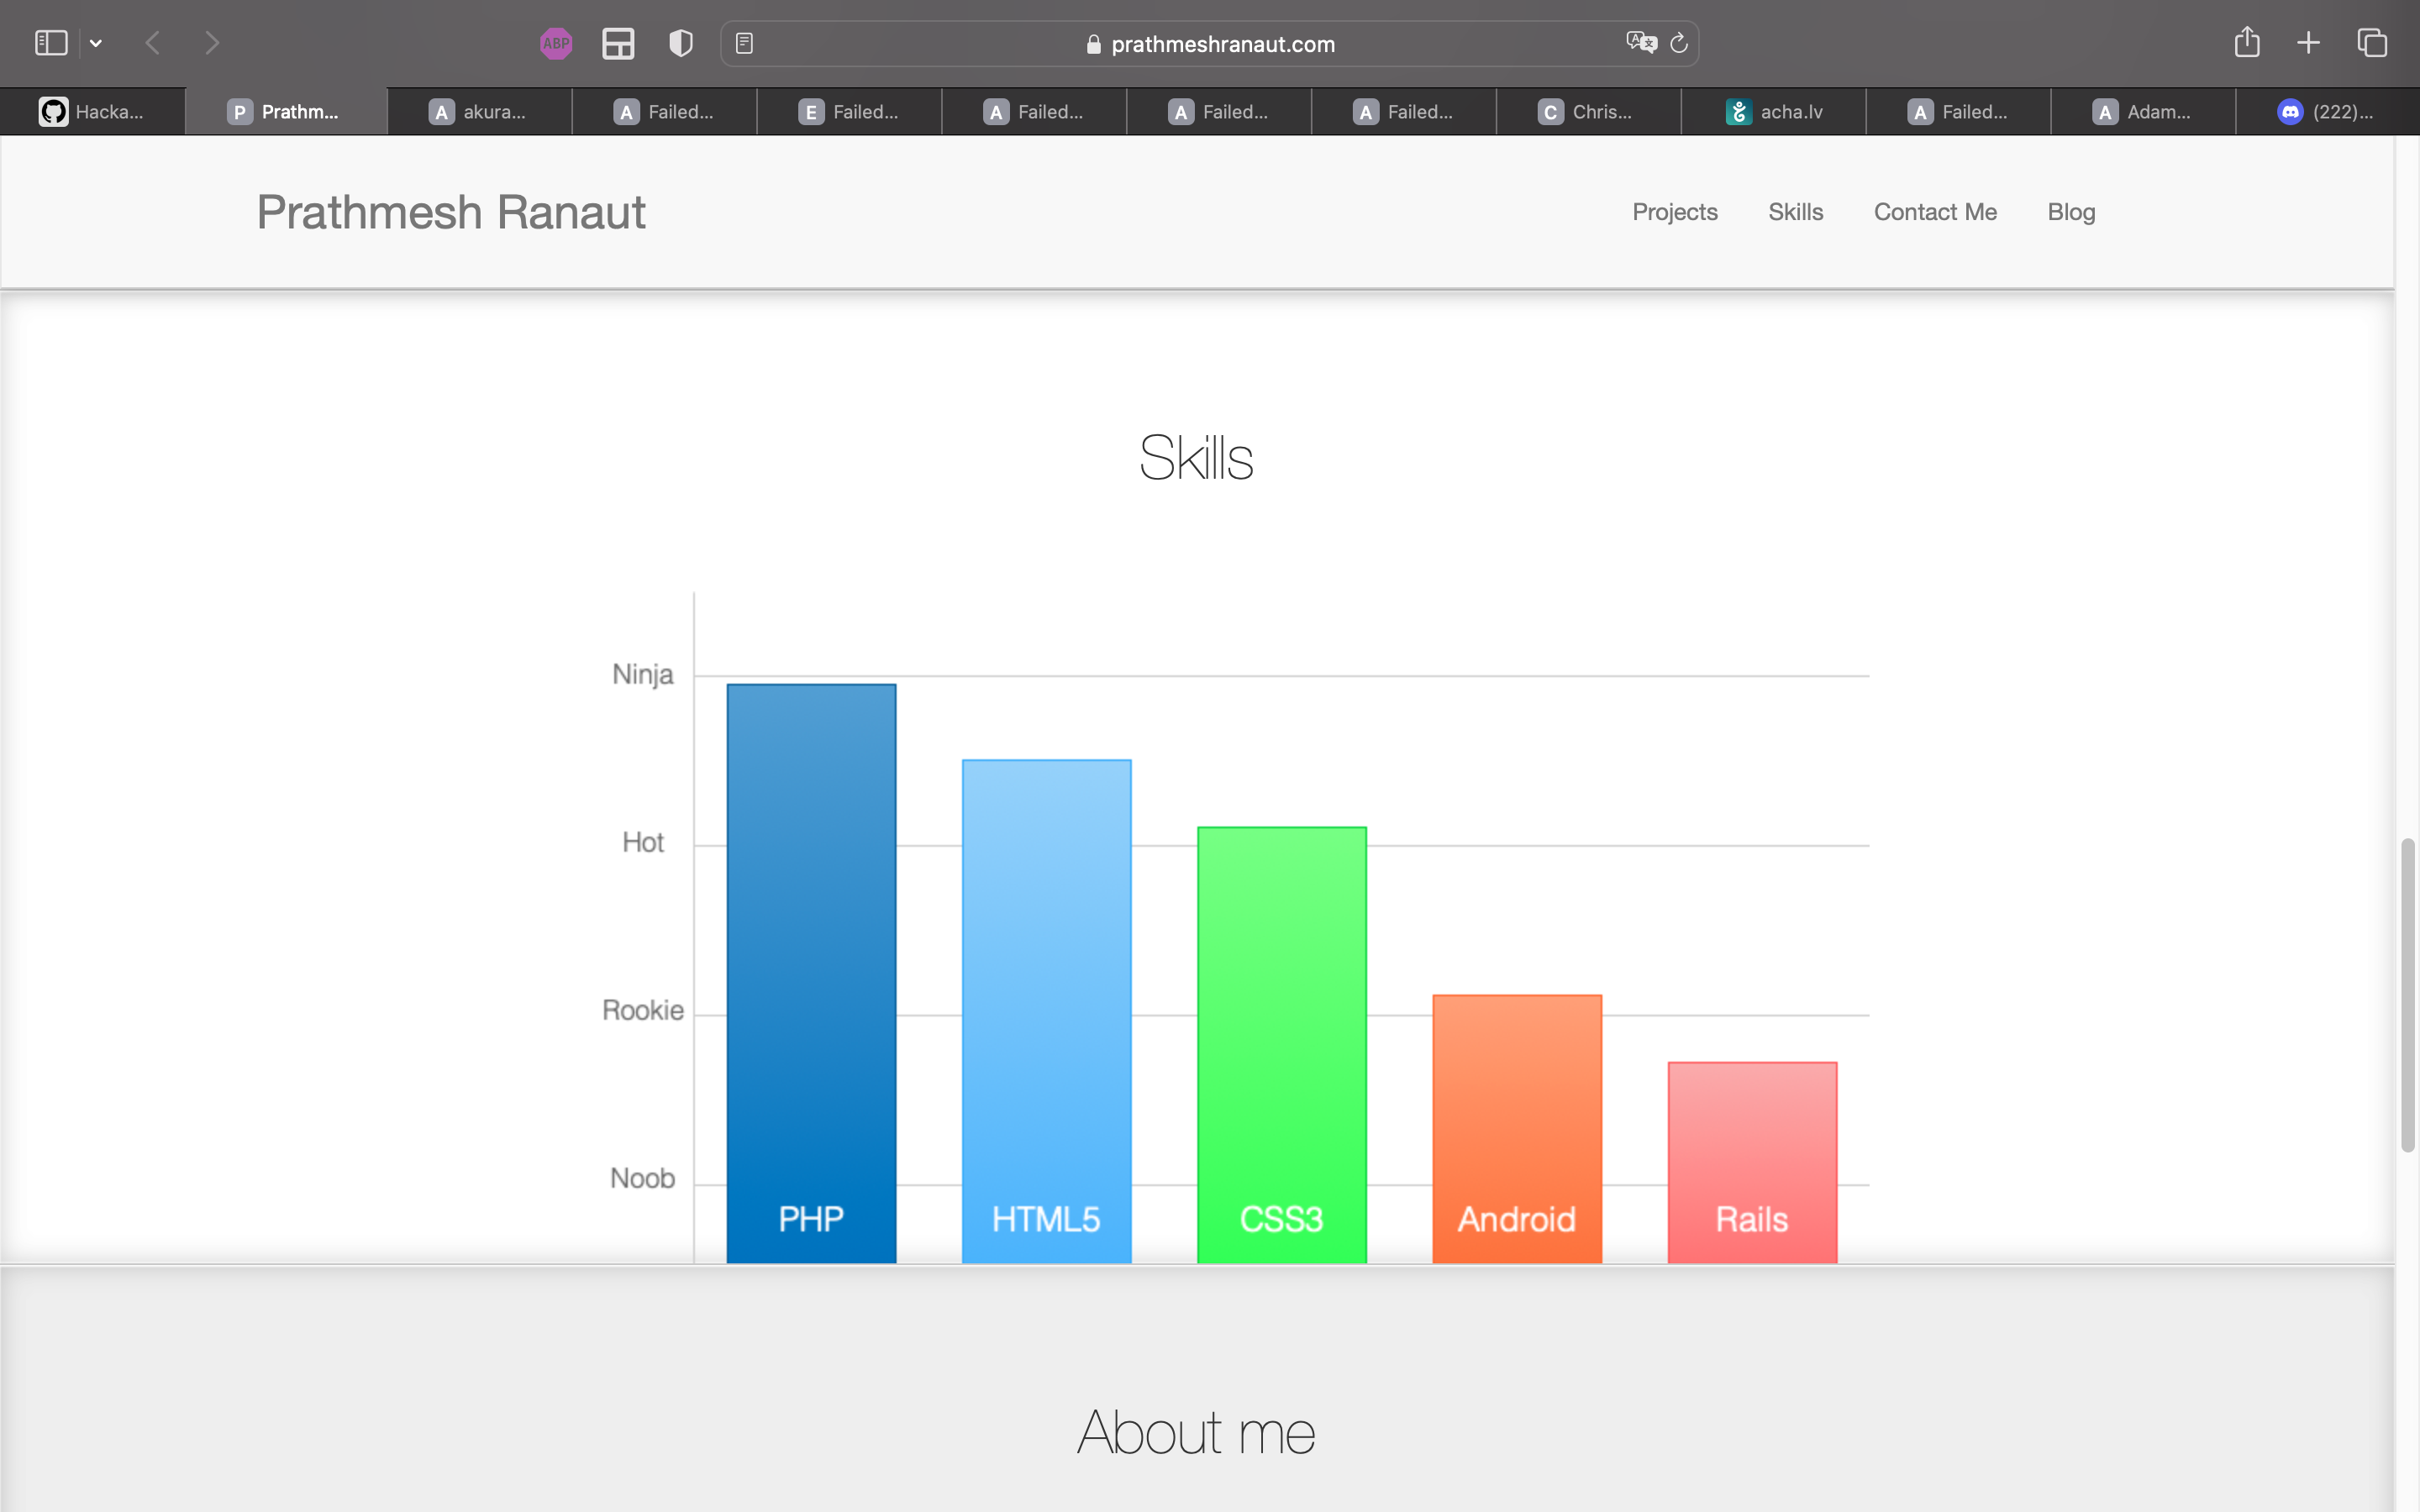 ABP
prathmeshranaut.com
Hacka...
P Prathm...
A akura...
A Failed...
E Failed...
A Failed...
A Failed...
A Failed...
C Chris...
acha.lv
A Failed...
A Adam...
(222)...
Prathmesh Ranaut
Projects Skills Contact Me Blog
Skills
Ninja
Hot
Rookie
Noob
PHP HTML5 CSS3 Android Rails
About me